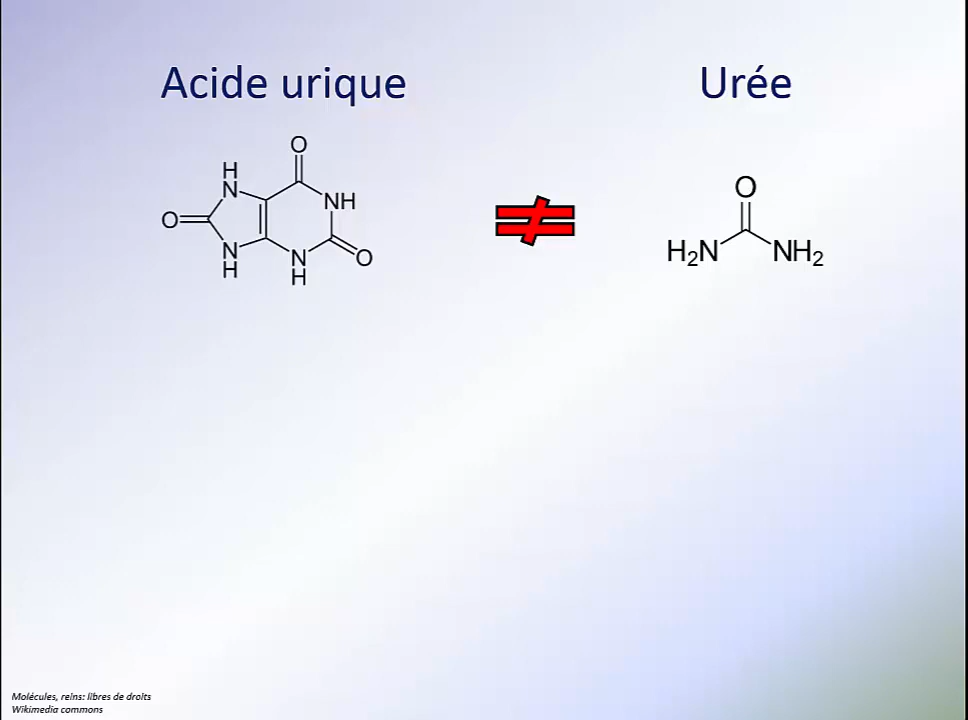 Acide urique
Urée
O
H
N
NH
O
N
H
N
H
O
O
H₂N
NH₂
Molécules, reins: libres de droits
Wikimedia commons